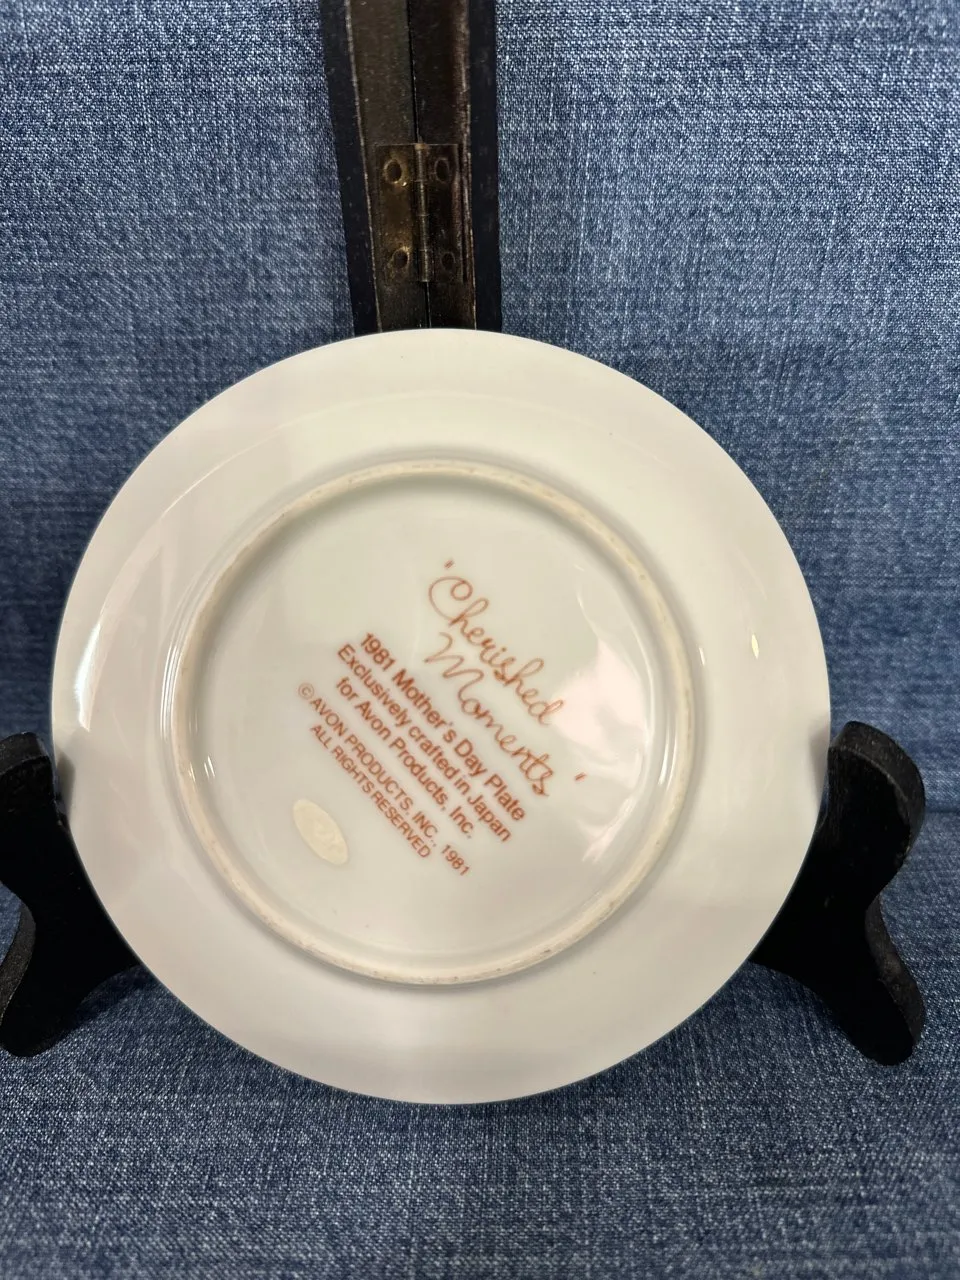 'Cherished
Moments'
1981 Mother's Day Plate
Exclusively crafted in Japan
for Avon Products, Inc.
© AVON PRODUCTS, INC., 1981
ALL RIGHTS RESERVED